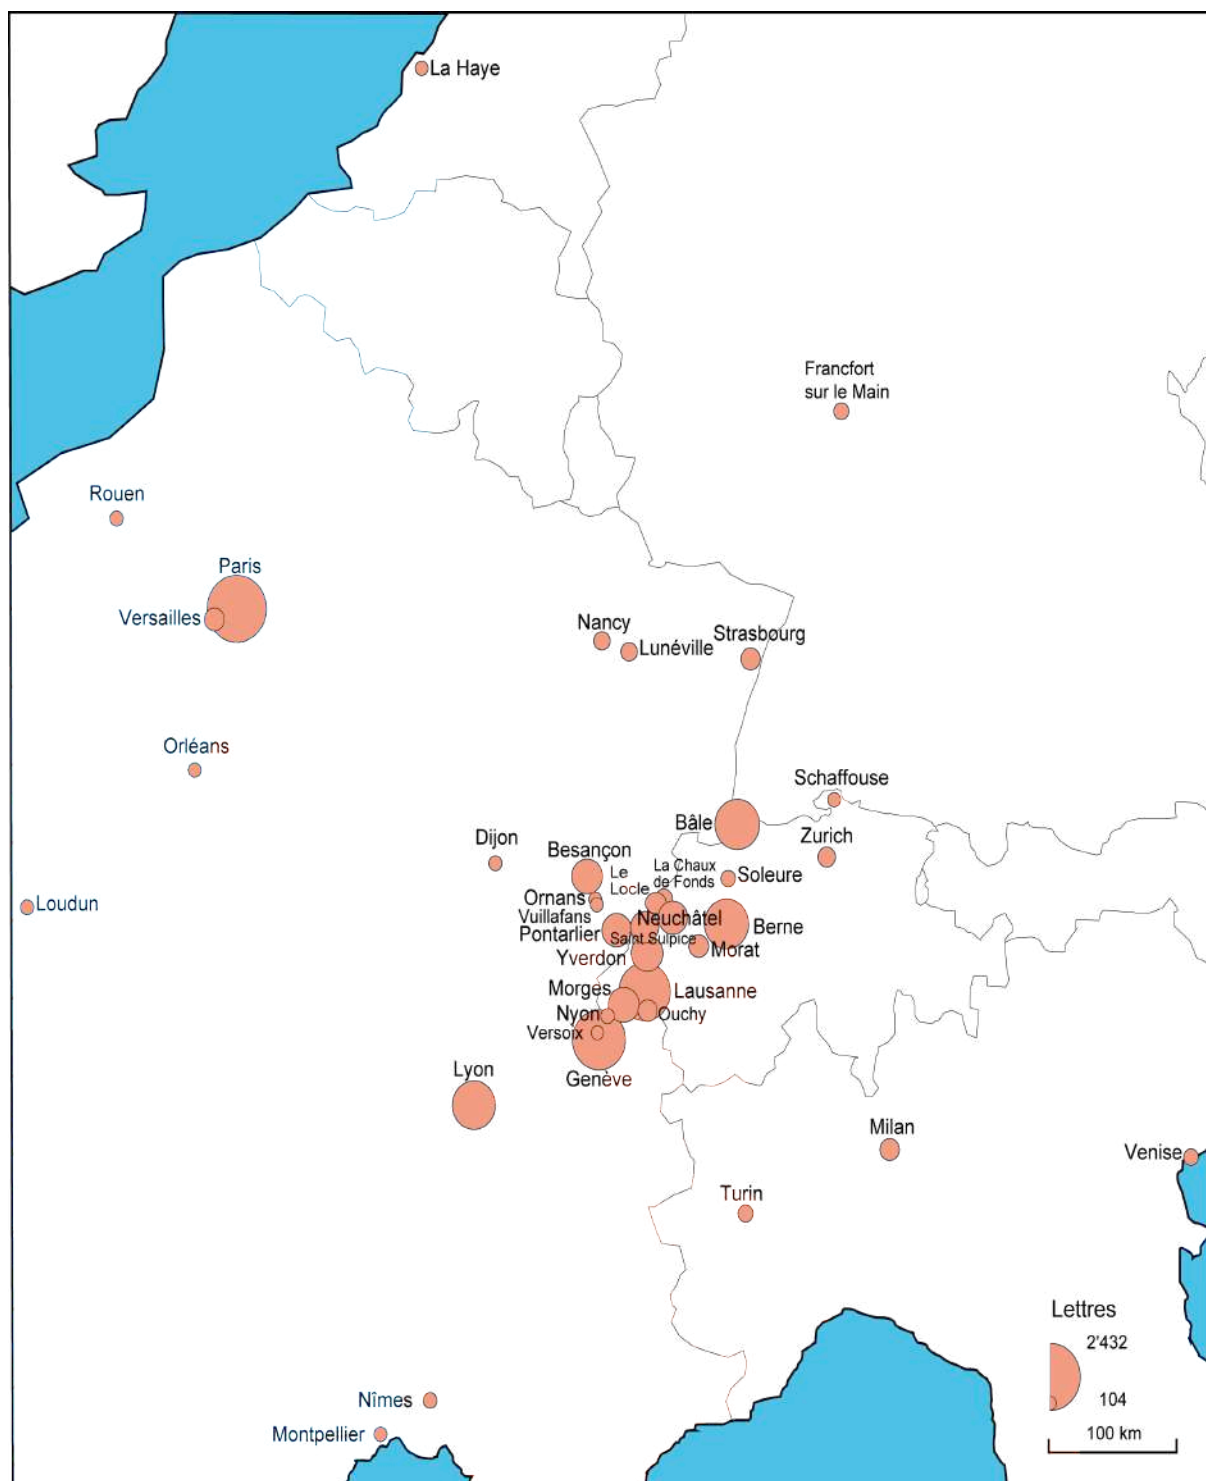 La Haye
Francfort
sur le Main
Rouen
Paris
Versailles
Nancy
Lunéville
Strasbourg
Orléans
Schaffouse
Bâle
Zurich
Dijon
Besançon
La Chaux
de Fonds
Le
Locle
Soleure
Ornans
Loudun
Vuillafans
Neuchâtel
Pontarlier
Berne
Saint Sulpice
Morat
Yverdon
Morges
Lausanne
Nyon
Ouchy
Versoix
Genève
Lyon
Milan
Venise
Turin
Lettres
2'432
104
100 km
Nîmes
Montpellier